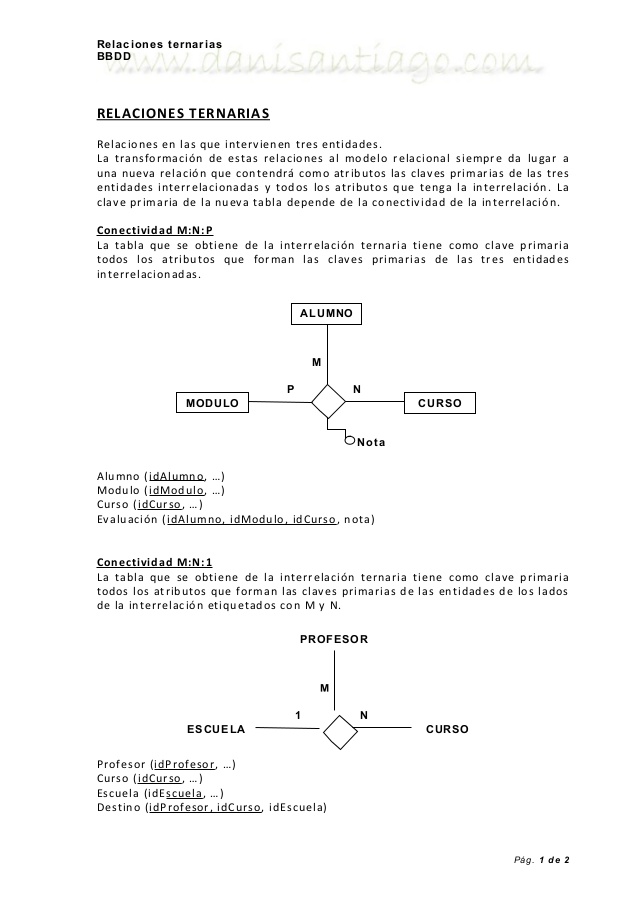 Relaciones ternarias
BBDD
www.danisantiago.com
RELACIONES TERNARIAS
Relaciones en las que intervienen tres entidades.
La transformación de estas relaciones al modelo relacional siempre da lugar a
una nueva relación que contendrá como atributos las claves primarias de las tres
entidades interrelacionadas y todos los atributos que tenga la interrelación. La
clave primaria de la nueva tabla depende de la conectividad de la interrelación.
Conectividad M:N:P
La tabla que se obtiene de la interrelación ternaria tiene como clave primaria
todos los atributos que forman las claves primarias de las tres entidades
interrelacionadas.
ALUMNO
M
P N
MODULO CURSO
Nota
Alumno (idAlumno, …)
Modulo (idModulo, …)
Curso (idCurso, …)
Evaluación (idAlumno, idModulo, idCurso, nota)
Conectividad M:N:1
La tabla que se obtiene de la interrelación ternaria tiene como clave primaria
todos los atributos que forman las claves primarias de las entidades de los lados
de la interrelación etiquetados con M y N.
PROFESOR
M
1 N
ESCUELA CURSO
Profesor (idProfesor, …)
Curso (idCurso, …)
Escuela (idEscuela, …)
Destino (idProfesor, idCurso, idEscuela)
Pág. 1 de 2